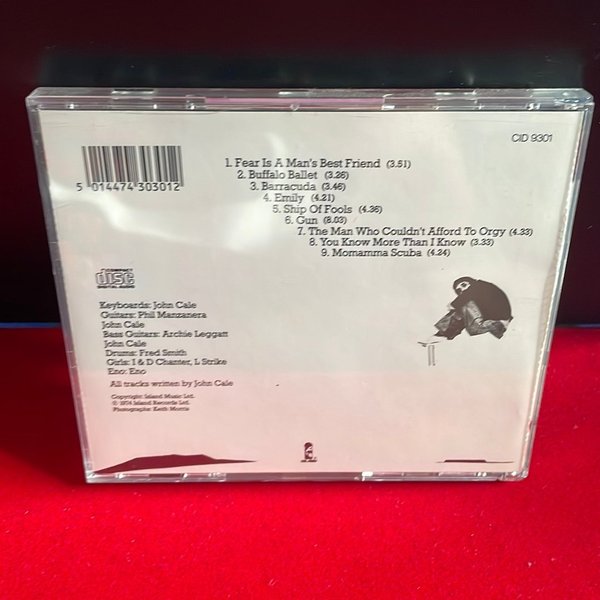 CID 9301
5 014474 303012
1. Fear Is A Man's Best Friend (3.51)
2. Buffalo Ballet (3.26)
3. Barracuda (3.46)
4. Emily (4.21)
5. Ship Of Fools (4.36)
6. Gun (8.03)
7. The Man Who Couldn't Afford To Orgy (4.33)
8. You Know More Than I Know (3.33)
9. Momamma Scuba (4.24)
COMPACT
disc
DIGITAL AUDIO
Keyboards: John Cale
Guitars: Phil Manzanera
John Cale
Bass Guitars: Archie Leggatt
John Cale
Drums: Fred Smith
Girls: I & D Chanter, L Strike
Eno: Eno
All tracks written by John Cale
Copyright: Island Music Ltd.
℗ 1974 Island Records Ltd.
Photographs: Keith Morris